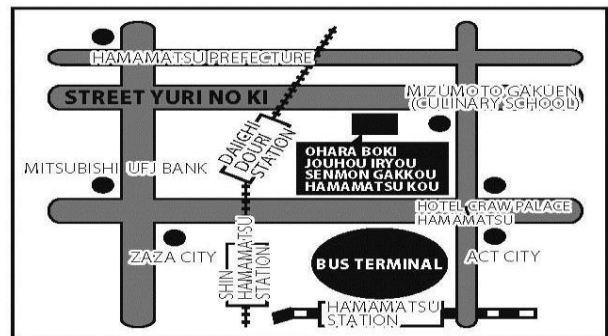 HAMAMATSU PREFECTURE
STREET YURI NO KI
MIZUMOTO GAKUEN
(CULINARY SCHOOL)
DAIICHI
DOURI
STATION
OHARA BOKI
JOUHOU IRYOU
SENMON GAKKOU
HAMAMATSU KOU
MITSUBISHI UFJ BANK
HOTEL CRAW PALACE
HAMAMATSU
ZAZA CITY
SHIN
HAMAMATSU
STATION
BUS TERMINAL
ACT CITY
HAMAMATSU
STATION